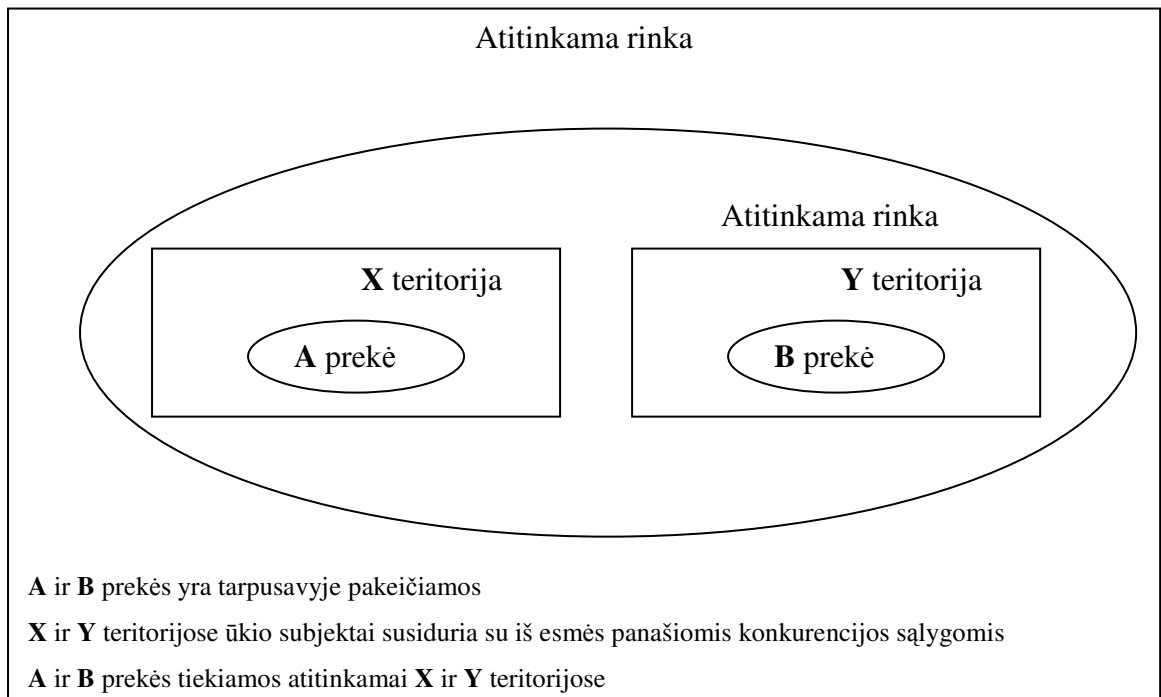 Atitinkama rinka
Atitinkama rinka
X teritorija
Y teritorija
A prekė
B prekė
A ir B prekės yra tarpusavyje pakeičiamos
X ir Y teritorijose ūkio subjektai susiduria su iš esmės panašiomis konkurencijos sąlygomis
A ir B prekės tiekiamos atitinkamai X ir Y teritorijose